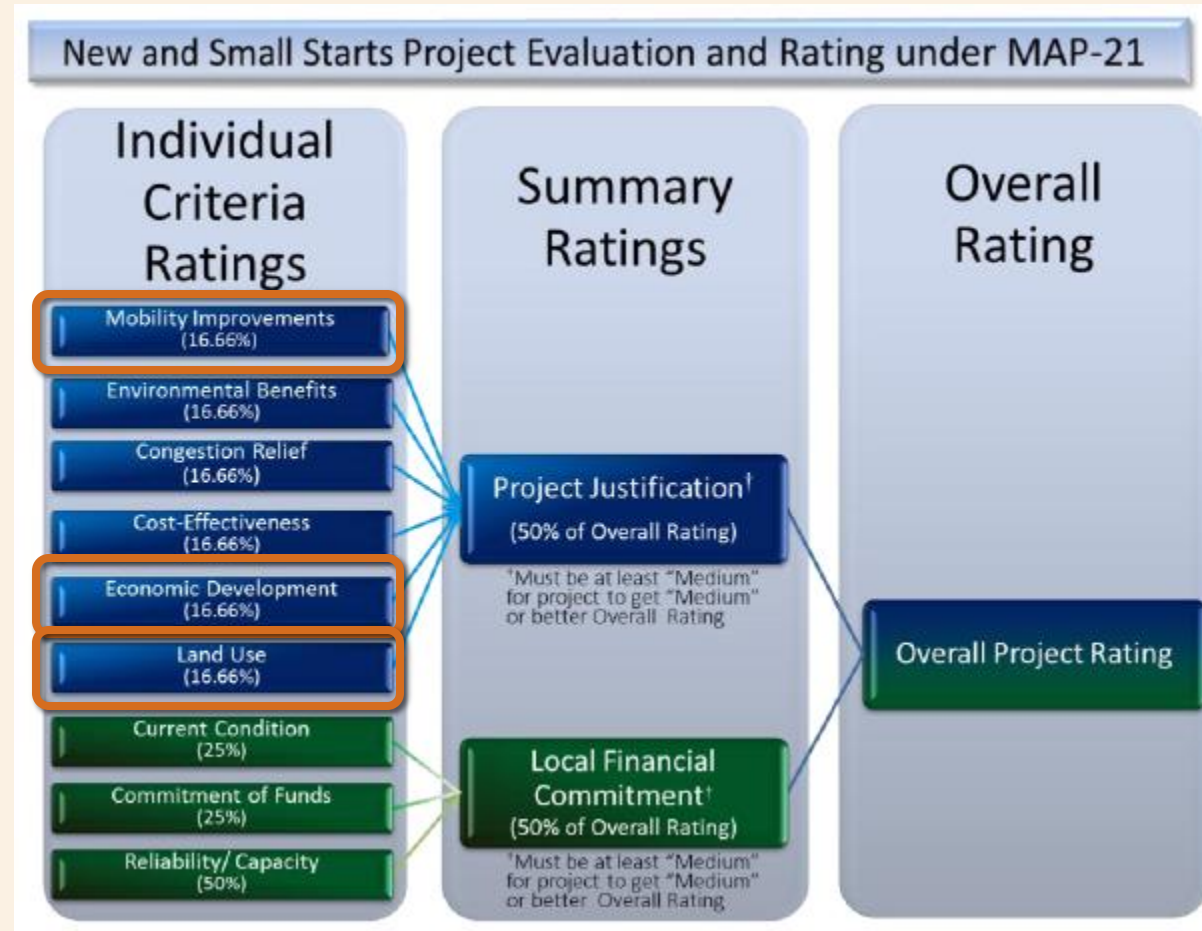 New and Small Starts Project Evaluation and Rating under MAP-21
Individual
Criteria
Ratings
Mobility Improvements
(16.66%)
Environmental Benefits
(16.66%)
Congestion Relief
(16.66%)
Cost-Effectiveness
(16.66%)
Economic Development
(16.66%)
Land Use
(16.66%)
Current Condition
(25%)
Commitment of Funds
(25%)
Reliability/ Capacity
(50%)
Summary
Ratings
Project Justification†
(50% of Overall Rating)
†Must be at least "Medium"
for project to get "Medium"
or better Overall Rating
Local Financial
Commitment†
(50% of Overall Rating)
†Must be at least "Medium"
for project to get "Medium"
or better Overall Rating
Overall
Rating
Overall Project Rating